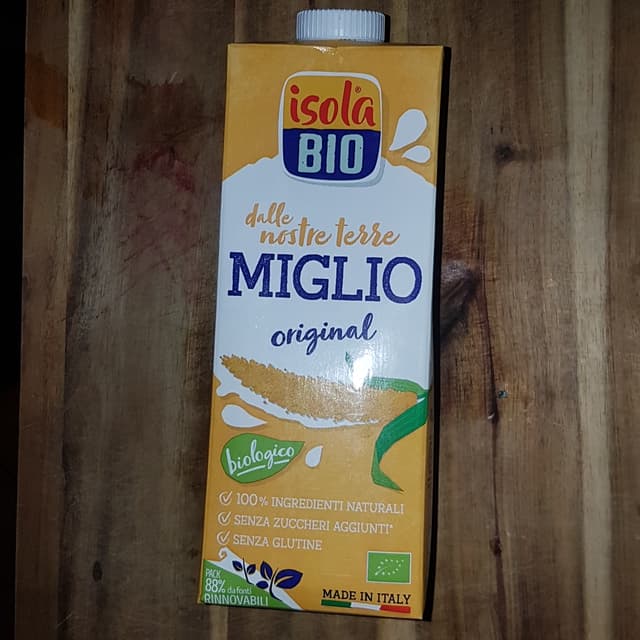 isola®
BIO
dalle
nostre terre
MIGLIO
original
biologico
100% INGREDIENTI NATURALI
SENZA ZUCCHERI AGGIUNTI*
SENZA GLUTINE
PACK
88% da fonti
RINNOVABILI
MADE IN ITALY